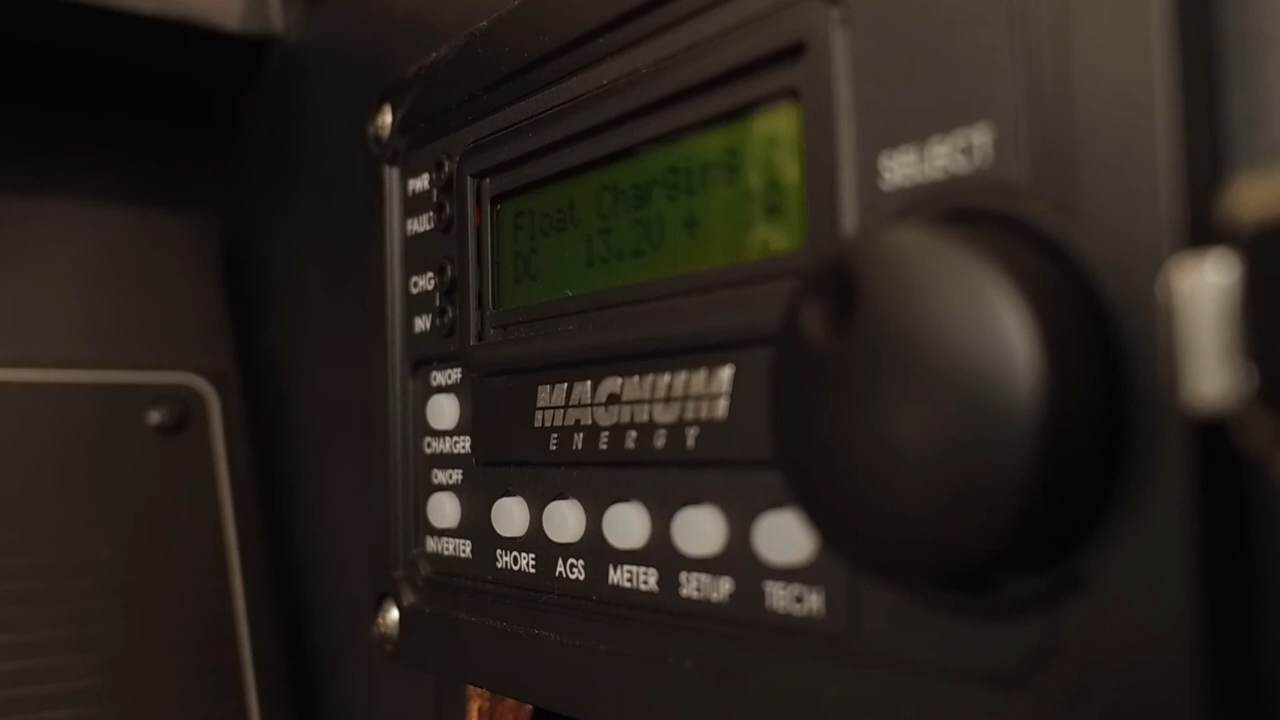 SELECT
PWR
FAULT
CHG
INV
Float Charging
DC 13.20 +
ON/OFF
CHARGER
ON/OFF
INVERTER
MAGNUM
ENERGY
SHORE
AGS
METER
SETUP
TECH